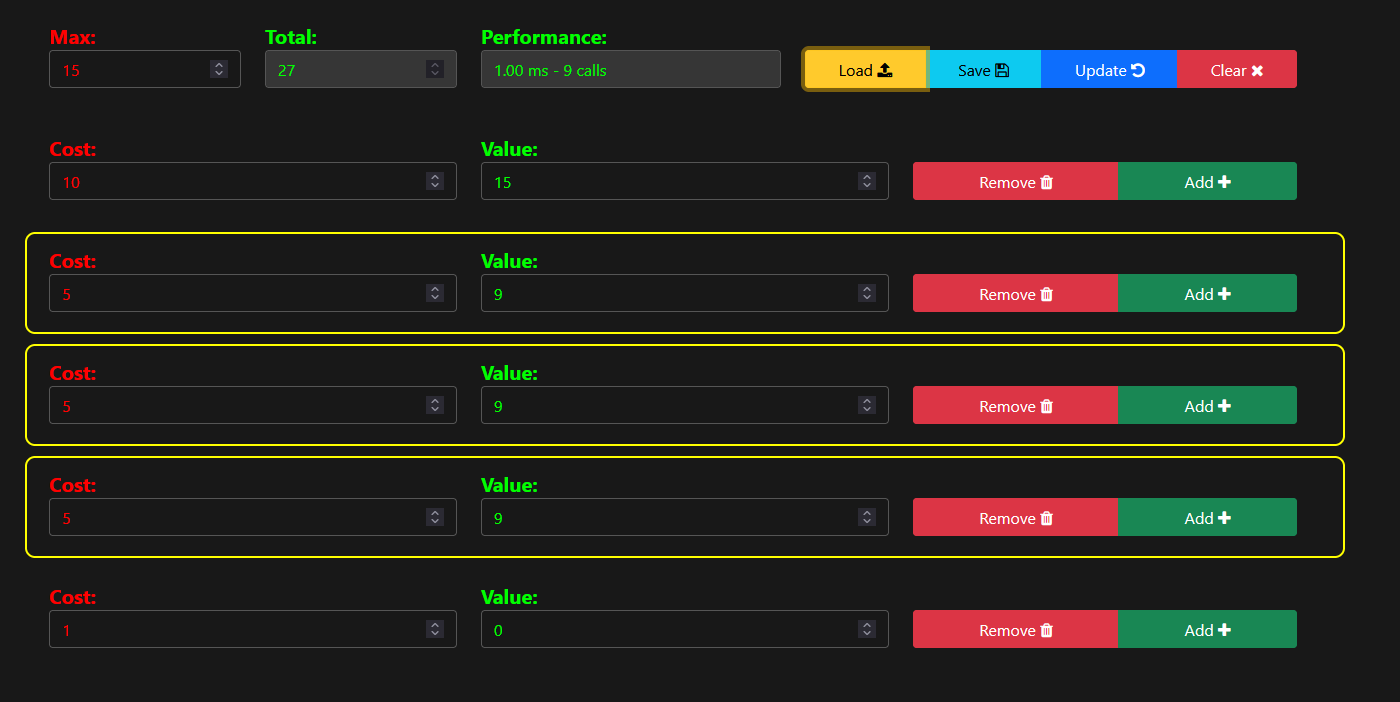 Max: Total: Performance:
15 27 1.00 ms - 9 calls Load Save Update Clear
Cost: Value:
10 15 Remove Add
Cost: Value:
5 9 Remove Add
Cost: Value:
5 9 Remove Add
Cost: Value:
5 9 Remove Add
Cost: Value:
1 0 Remove Add